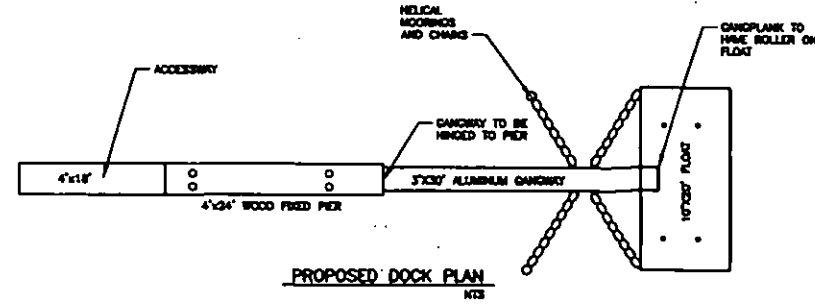 HELICAL
MOORINGS
AND CHAINS
GANGPLANK TO
HAVE ROLLER ON
FLOAT
ACCESSWAY
GANGWAY TO BE
HINGED TO PIER
4'x18'
3'X30' ALUMINUM GANGWAY
10'X20' FLOAT
4'x24' WOOD FIXED PIER
PROPOSED DOCK PLAN
NTS